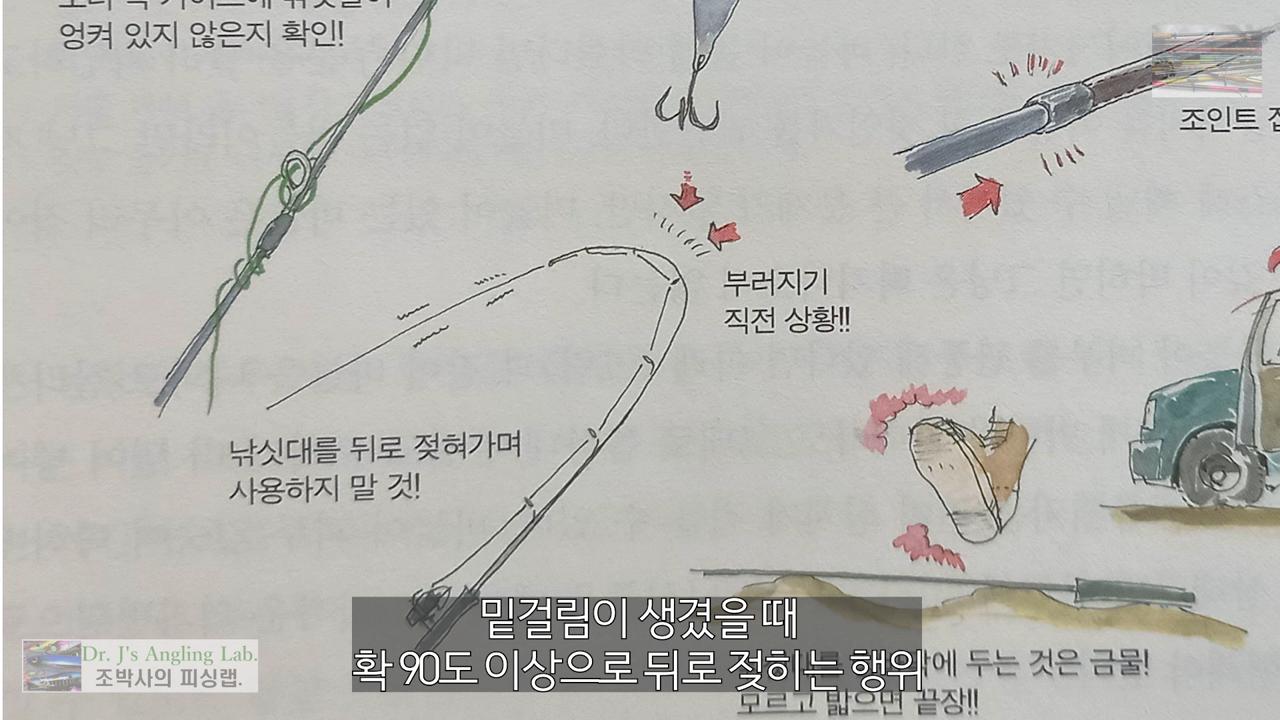 엉켜 있지 않은지 확인!
조인트
부러지기
직전 상황!!
낚싯대를 뒤로 젖혀가며
사용하지 말 것!
밑걸림이 생겼을 때
확 90도 이상으로 뒤로 젖히는 행위
두는 것은 금물!
모르고 밟으면 끝장!!
Dr. J's Angling Lab.
조박사의 피싱랩.